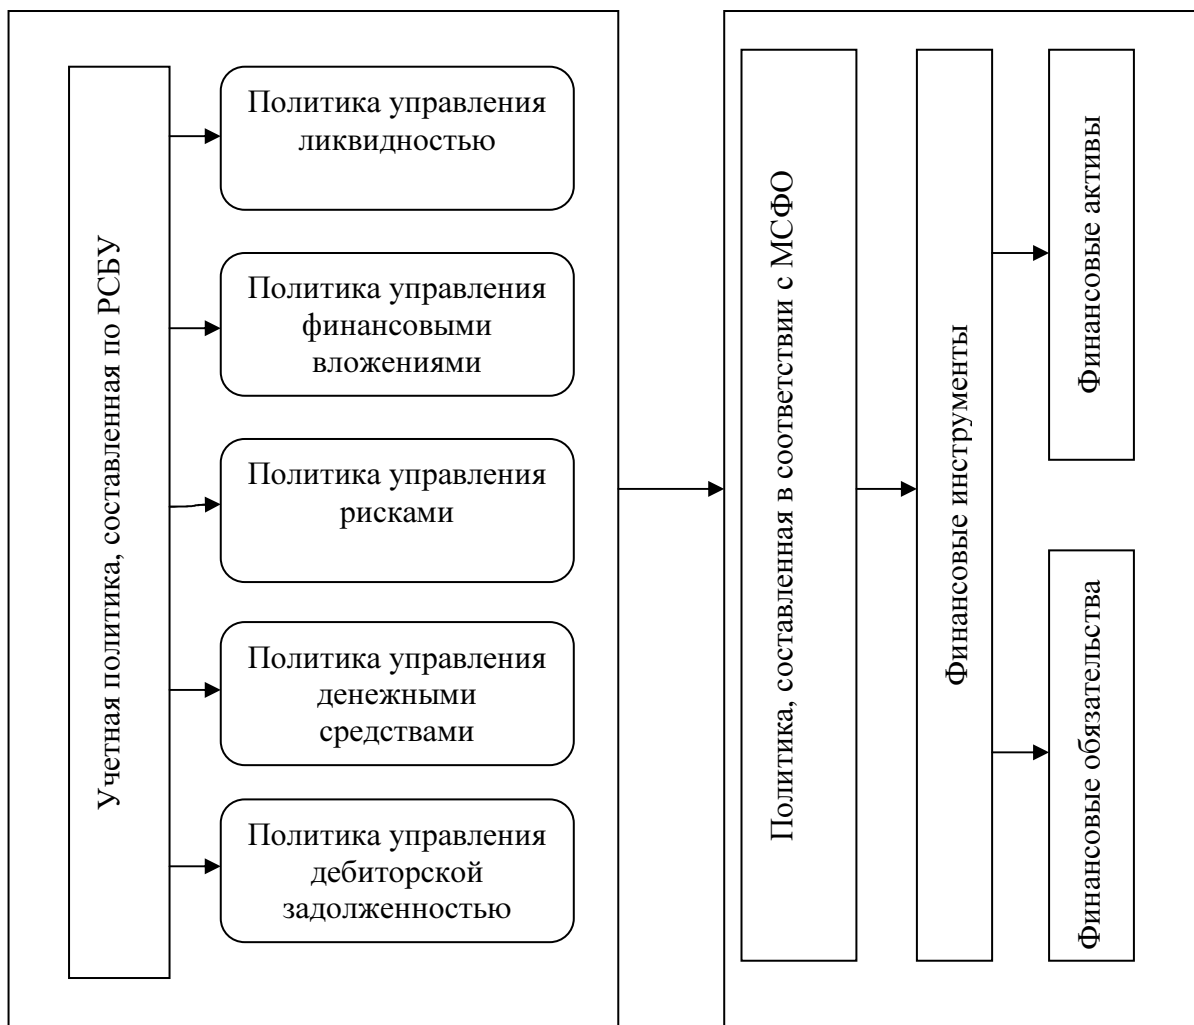 Учетная политика, составленная по РСБУ
Политика управления
ликвидностью
Политика управления
финансовыми
вложениями
Политика управления
рисками
Политика управления
денежными
средствами
Политика управления
дебиторской
задолженностью
Политика, составленная в соответствии с МСФО
Финансовые инструменты
Финансовые активы
Финансовые обязательства